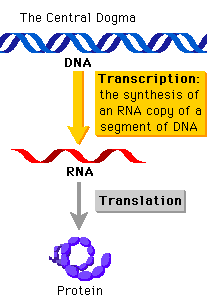 The Central Dogma
DNA
Transcription:
the synthesis of
an RNA copy of a
segment of DNA
RNA
Translation
Protein